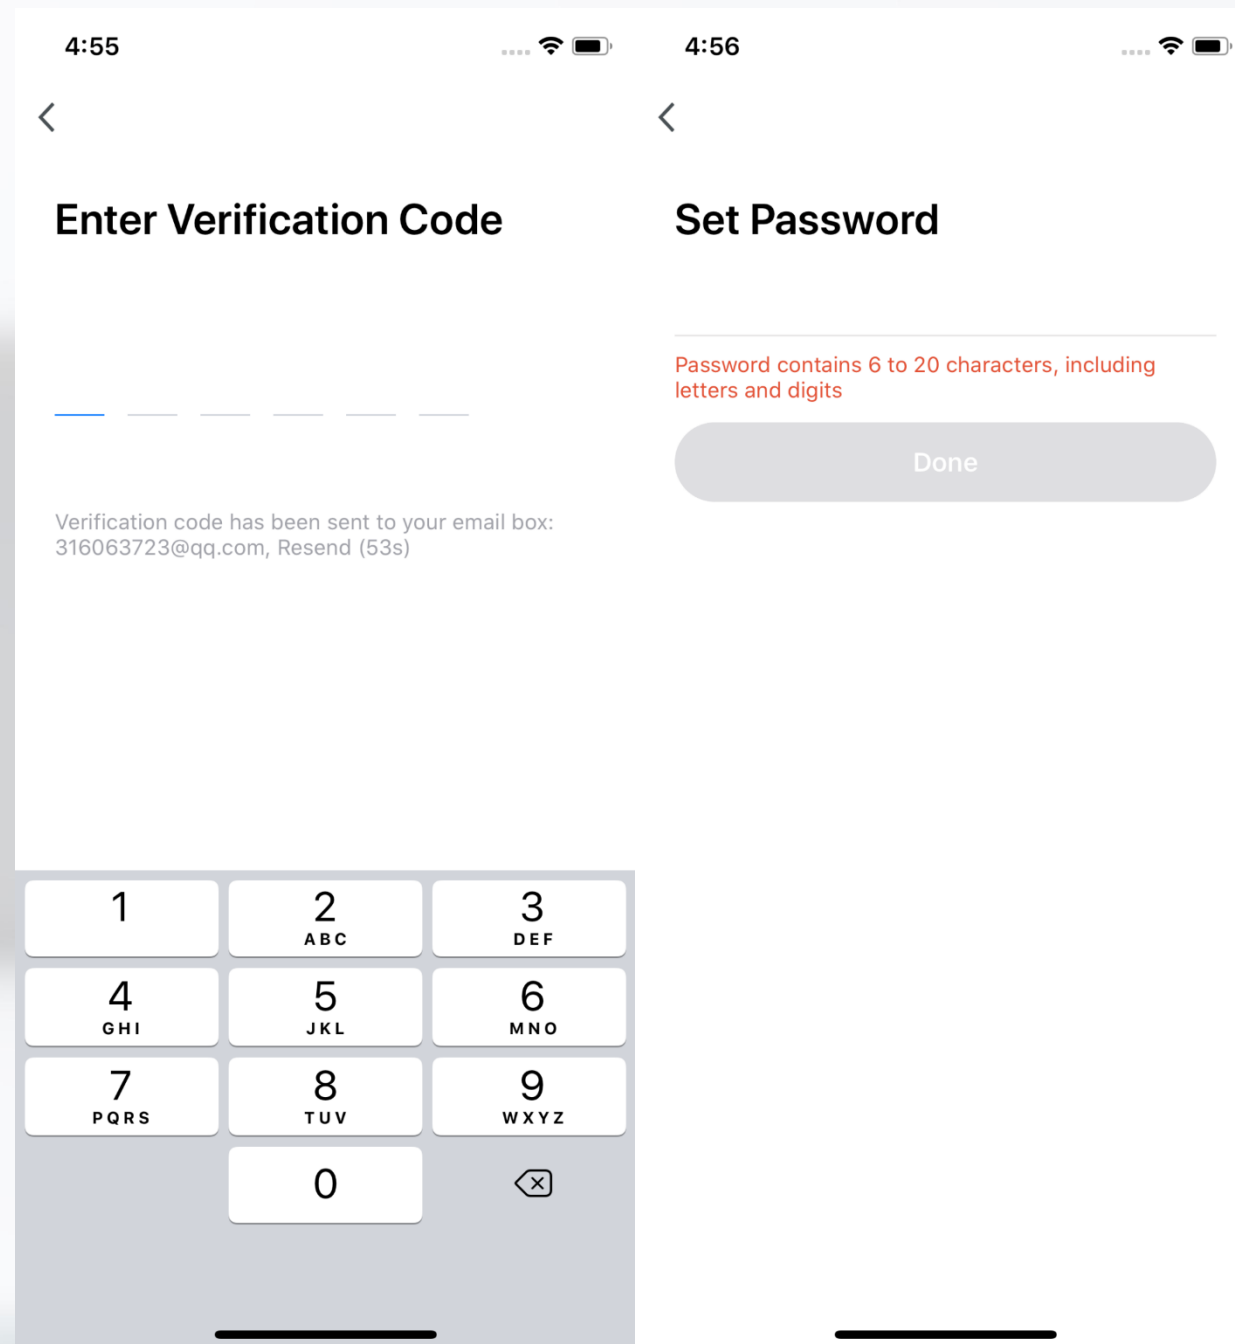 4:55
Enter Verification Code
Verification code has been sent to your email box:
316063723@qq.com, Resend (53s)
1
2
ABC
3
DEF
4
GHI
5
JKL
6
MNO
7
PQRS
8
TUV
9
WXYZ
0
4:56
Set Password
Password contains 6 to 20 characters, including
letters and digits
Done